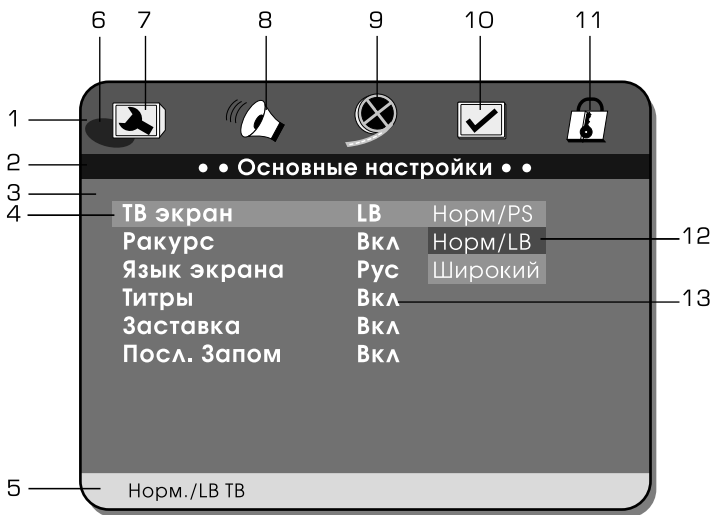 6 7 8 9 10 11
1
2 • • Основные настройки • •
3
4 ТВ экран LB Норм/PS
Ракурс Вкл Норм/LB 12
Язык экрана Рус Широкий
Титры Вкл 13
Заставка Вкл
Посл. Запом Вкл
5 Норм./LB ТВ